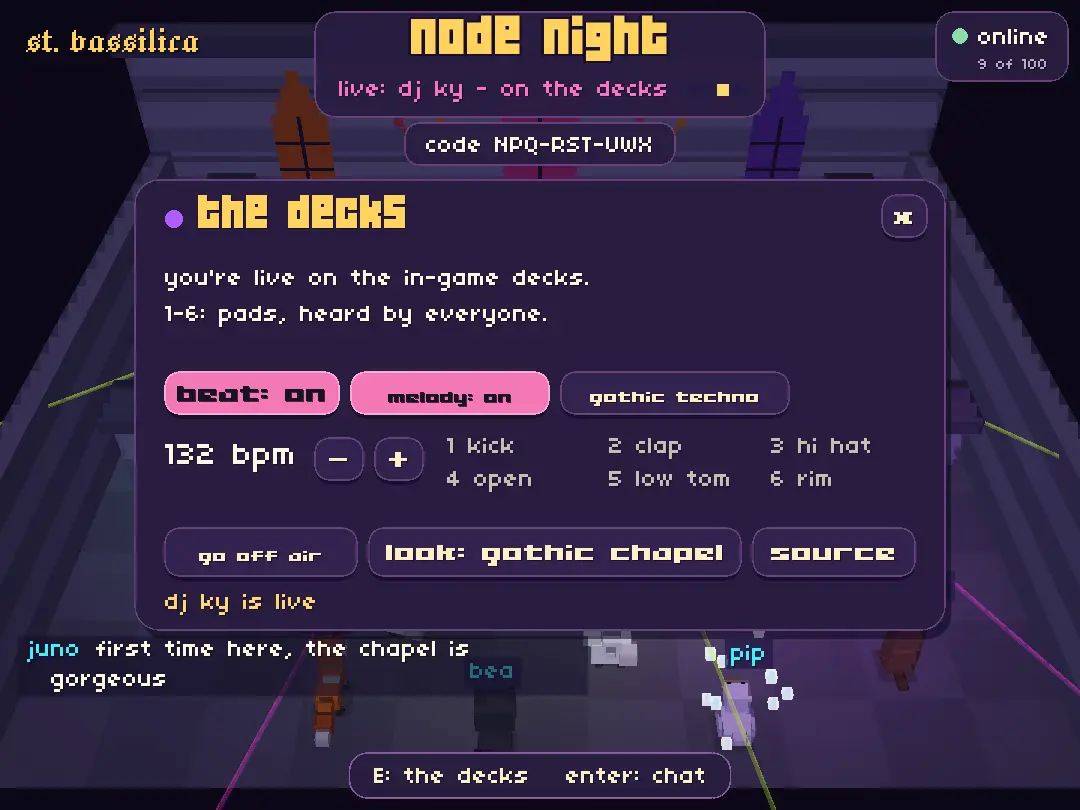 st. bassilica
node night
live: dj ky - on the decks
online
9 of 100
code NPQ-RST-UWX
the decks
x
you're live on the in-game decks.
1-6: pads, heard by everyone.
beat: on
melody: on
gothic techno
132 bpm
-
+
1 kick
2 clap
3 hi hat
4 open
5 low tom
6 rim
go off air
look: gothic chapel
source
dj ky is live
juno first time here, the chapel is
gorgeous
bea
pip
E: the decks enter: chat